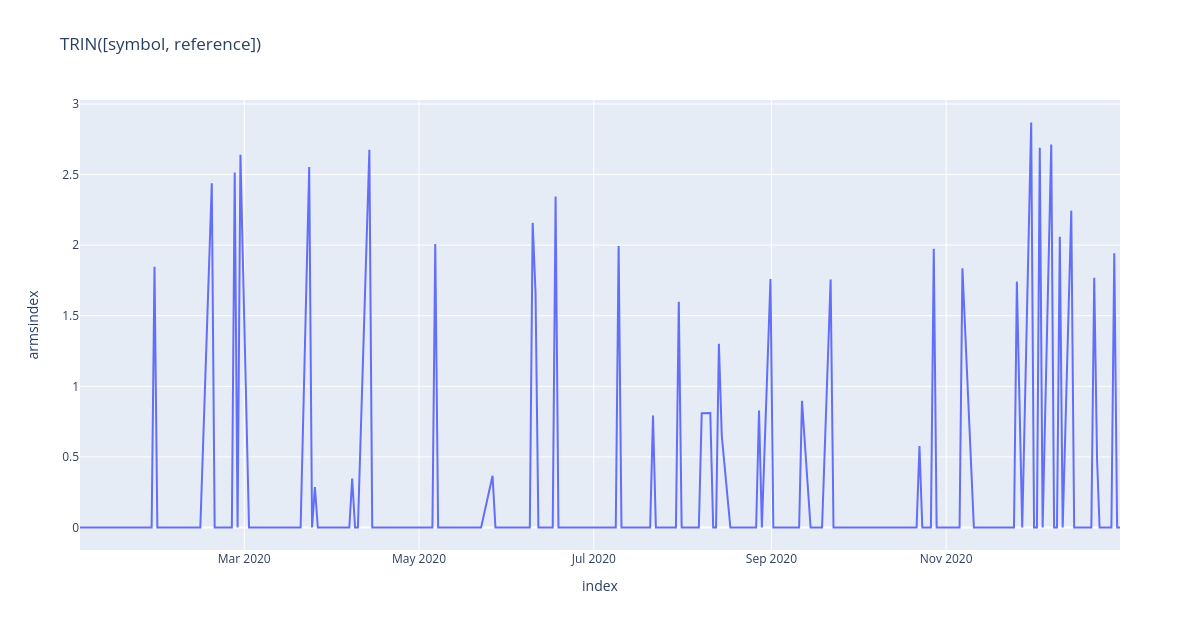 TRIN([symbol, reference])
armsindex
3
2.5
2
1.5
1
0.5
0
Mar 2020
May 2020
Jul 2020
Sep 2020
Nov 2020
index